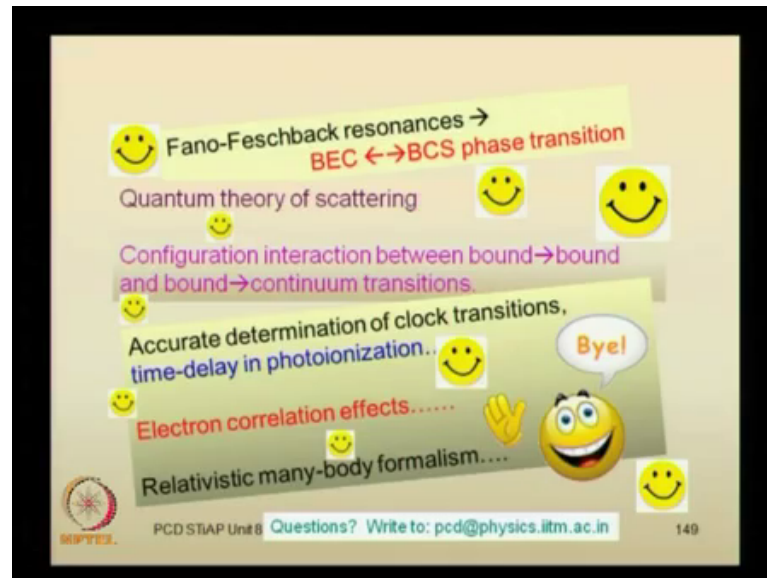 Fano-Feschback resonances →
BEC ←→BCS phase transition
Quantum theory of scattering
Configuration interaction between bound→bound
and bound→continuum transitions.
Accurate determination of clock transitions,
time-delay in photoionization..
Bye!
Electron correlation effects……
Relativistic many-body formalism….
NPTEL
PCD STiAP Unit 8 Questions? Write to: pcd@physics.iitm.ac.in 149